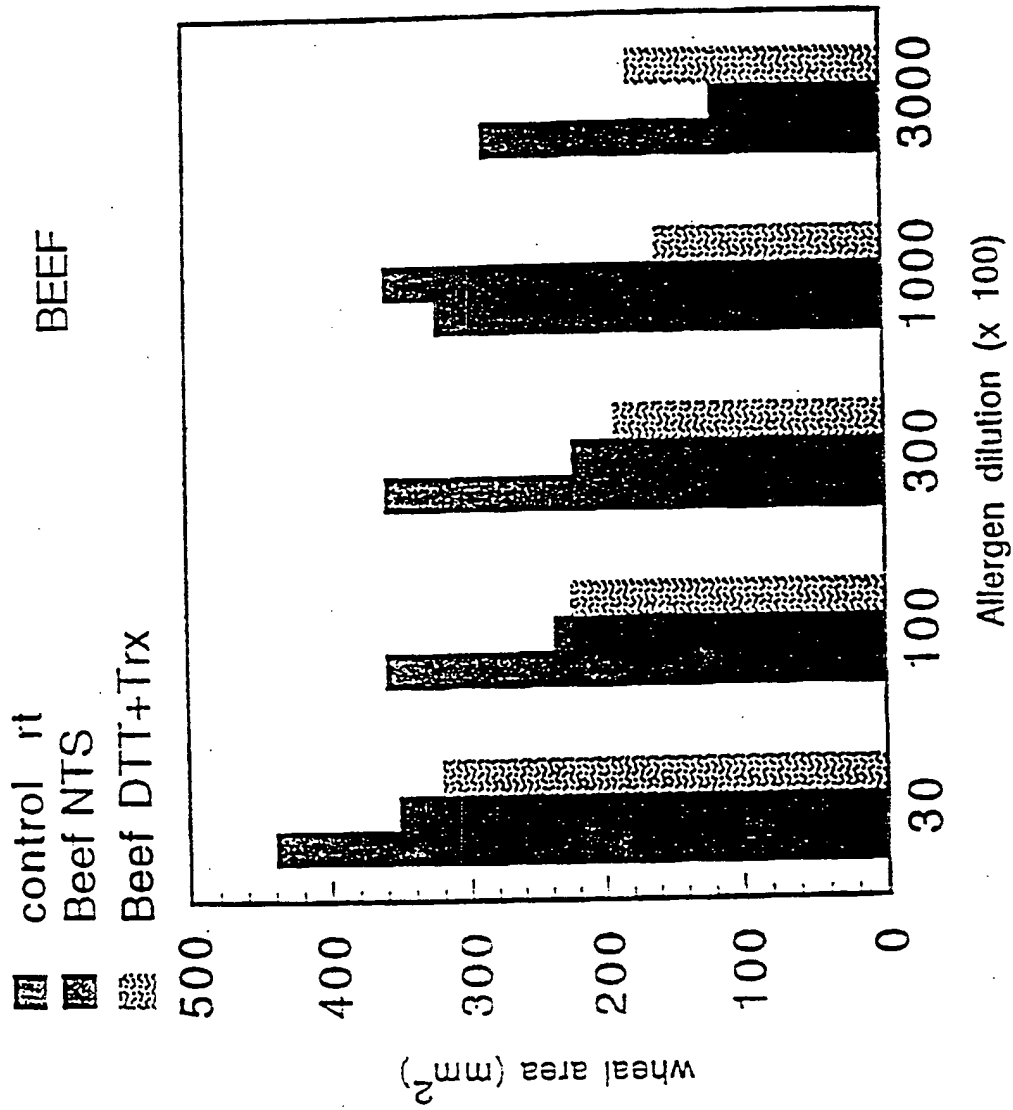 control rt
Beef NTS
Beef DTT+Trx
BEEF
500
400
300
200
100
0
wheal area (mm2)
30
100
300
1000
3000
Allergen dilution (x 100)